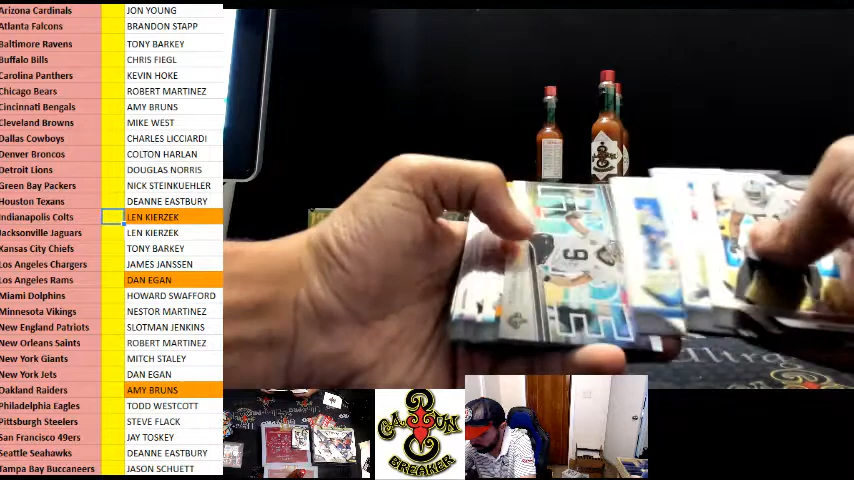 Arizona Cardinals JON YOUNG
Atlanta Falcons BRANDON STAPP
Baltimore Ravens TONY BARKEY
Buffalo Bills CHRIS FIEGL
Carolina Panthers KEVIN HOKE
Chicago Bears ROBERT MARTINEZ
Cincinnati Bengals AMY BRUNS
Cleveland Browns MIKE WEST
Dallas Cowboys CHARLES LICCIARDI
Denver Broncos COLTON HARLAN
Detroit Lions DOUGLAS NORRIS
Green Bay Packers NICK STEINKUEHLER
Houston Texans DEANNE EASTBURY
Indianapolis Colts LEN KIERZEK
Jacksonville Jaguars LEN KIERZEK
Kansas City Chiefs TONY BARKEY
Los Angeles Chargers JAMES JANSSEN
Los Angeles Rams DAN EGAN
Miami Dolphins HOWARD SWAFFORD
Minnesota Vikings NESTOR MARTINEZ
New England Patriots SLOTMAN JENKINS
New Orleans Saints ROBERT MARTINEZ
New York Giants MITCH STALEY
New York Jets DAN EGAN
Oakland Raiders AMY BRUNS
Philadelphia Eagles TODD WESTCOTT
Pittsburgh Steelers STEVE FLACK
San Francisco 49ers JAY TOSKEY
Seattle Seahawks DEANNE EASTBURY
Tampa Bay Buccaneers JASON SCHUETT
9
CAJUN
BREAKER